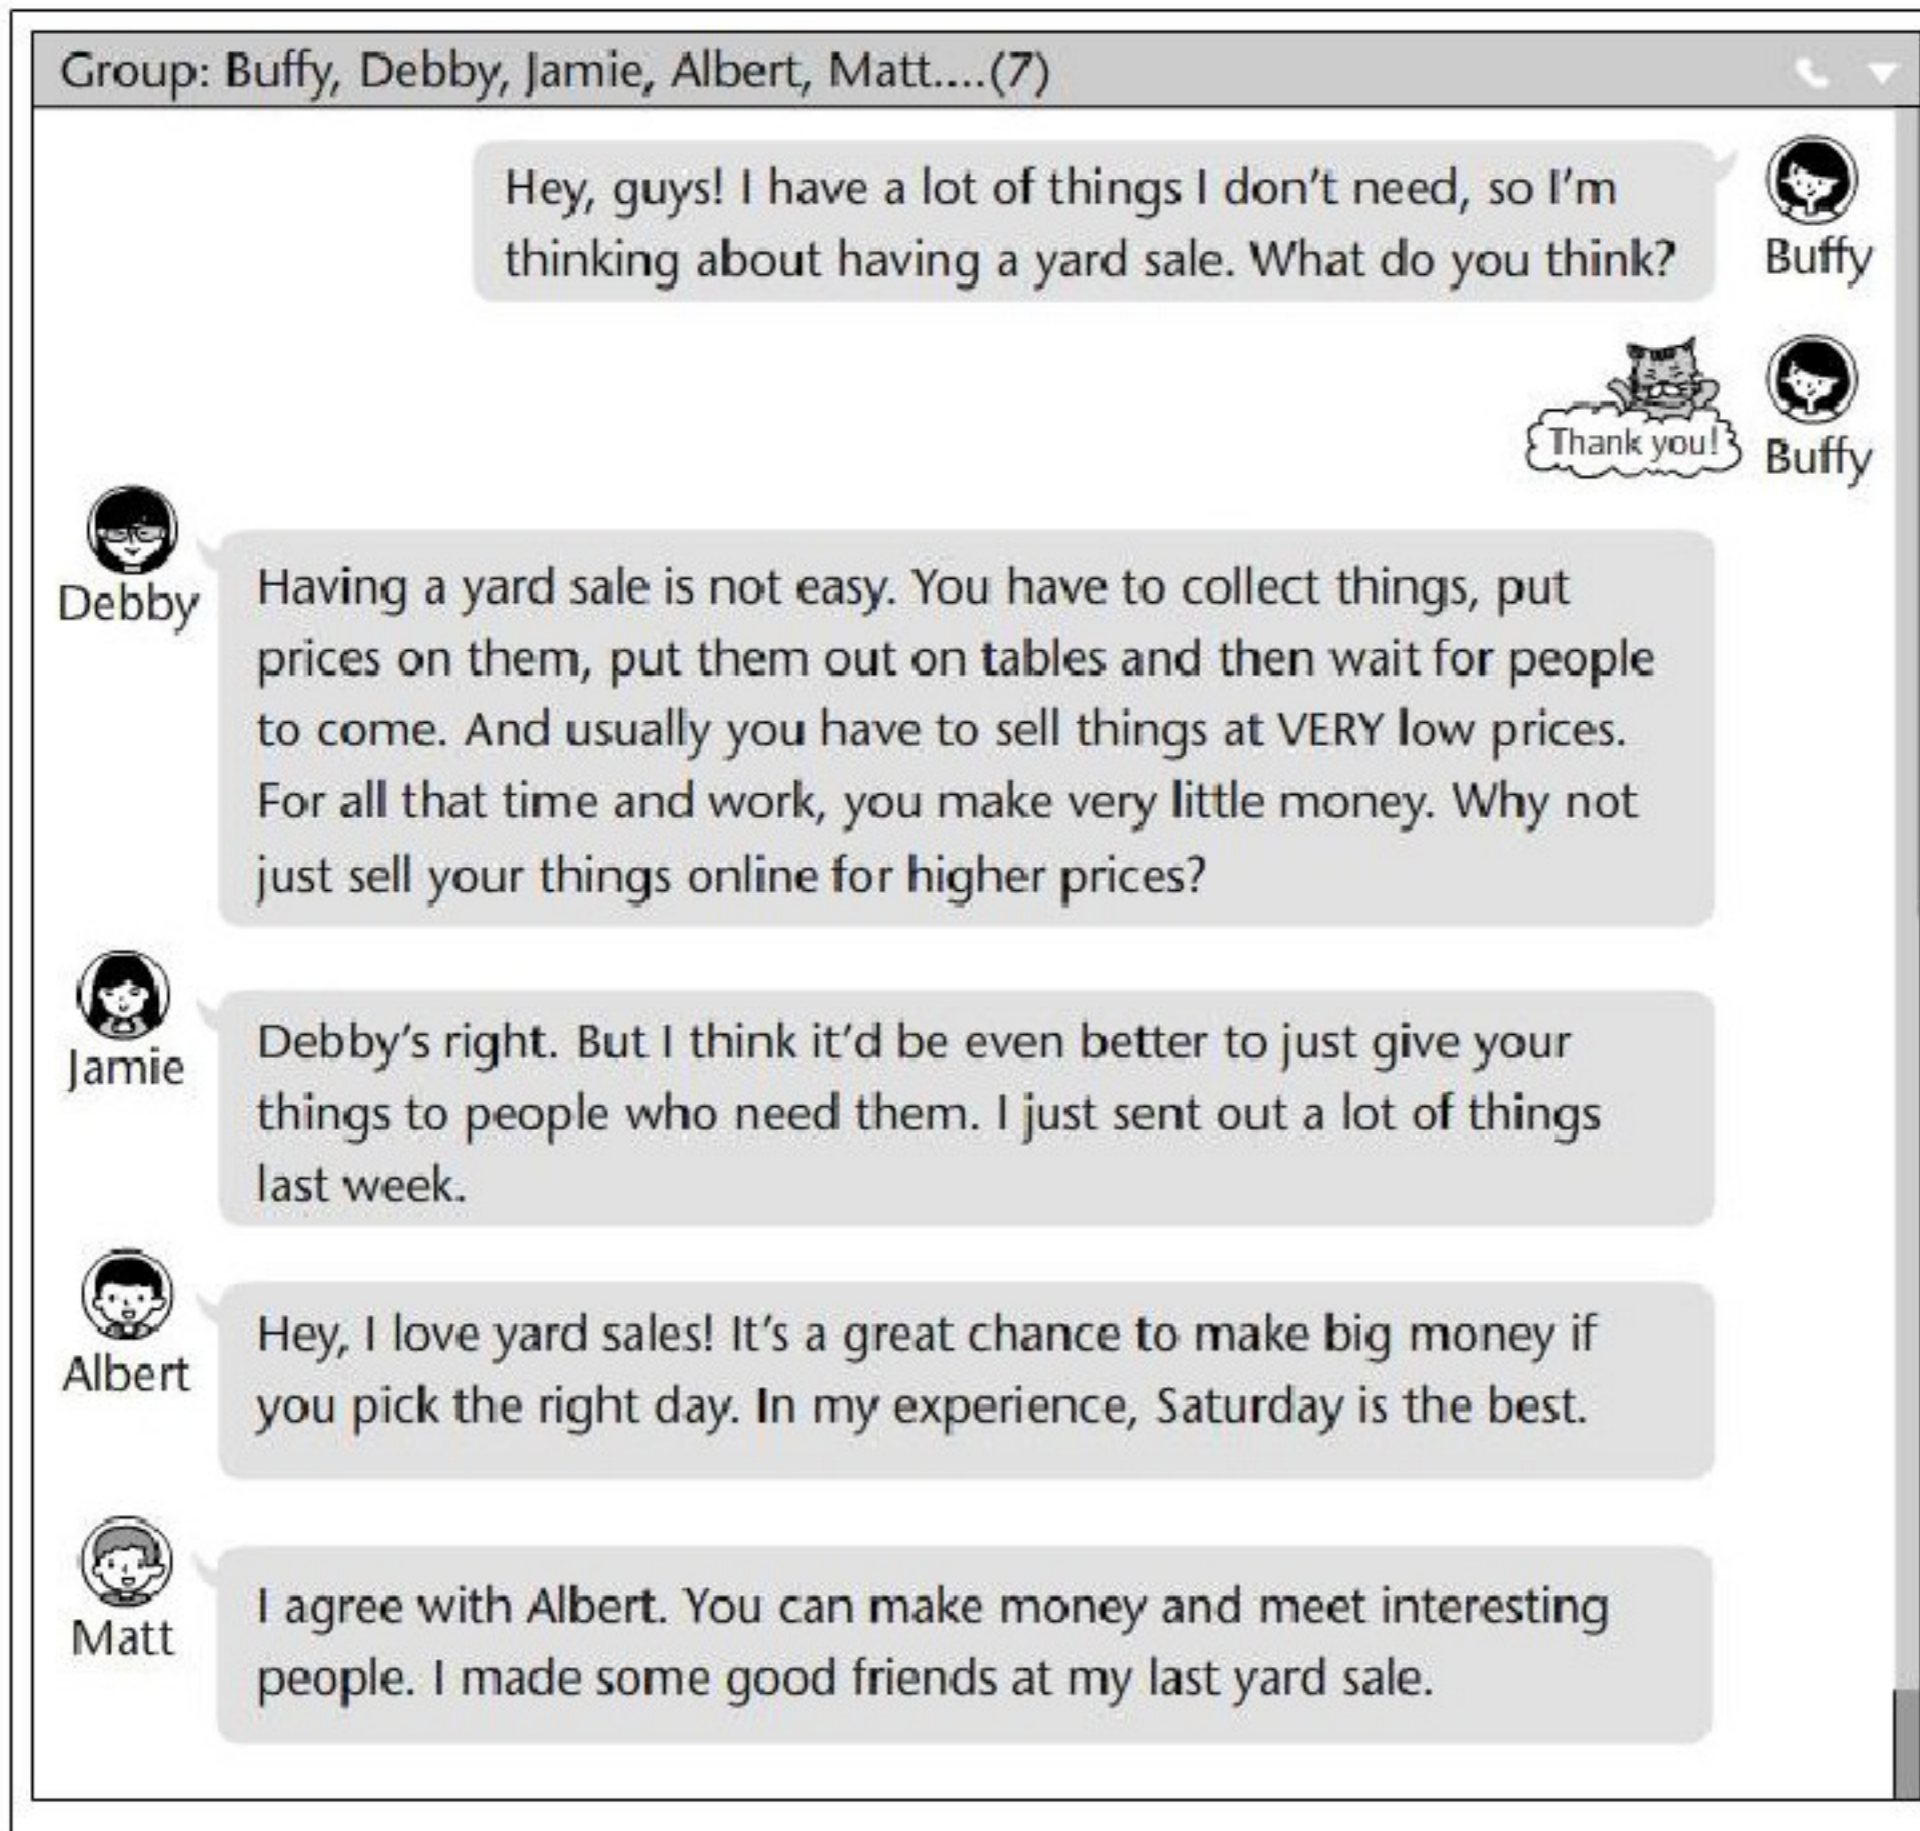 Group: Buffy, Debby, Jamie, Albert, Matt....(7)
Hey, guys! I have a lot of things I don't need, so I'm
thinking about having a yard sale. What do you think?
Buffy
Thank you!
Buffy
Debby
Having a yard sale is not easy. You have to collect things, put
prices on them, put them out on tables and then wait for people
to come. And usually you have to sell things at VERY low prices.
For all that time and work, you make very little money. Why not
just sell your things online for higher prices?
Jamie
Debby's right. But I think it'd be even better to just give your
things to people who need them. I just sent out a lot of things
last week.
Albert
Hey, I love yard sales! It's a great chance to make big money if
you pick the right day. In my experience, Saturday is the best.
Matt
I agree with Albert. You can make money and meet interesting
people. I made some good friends at my last yard sale.